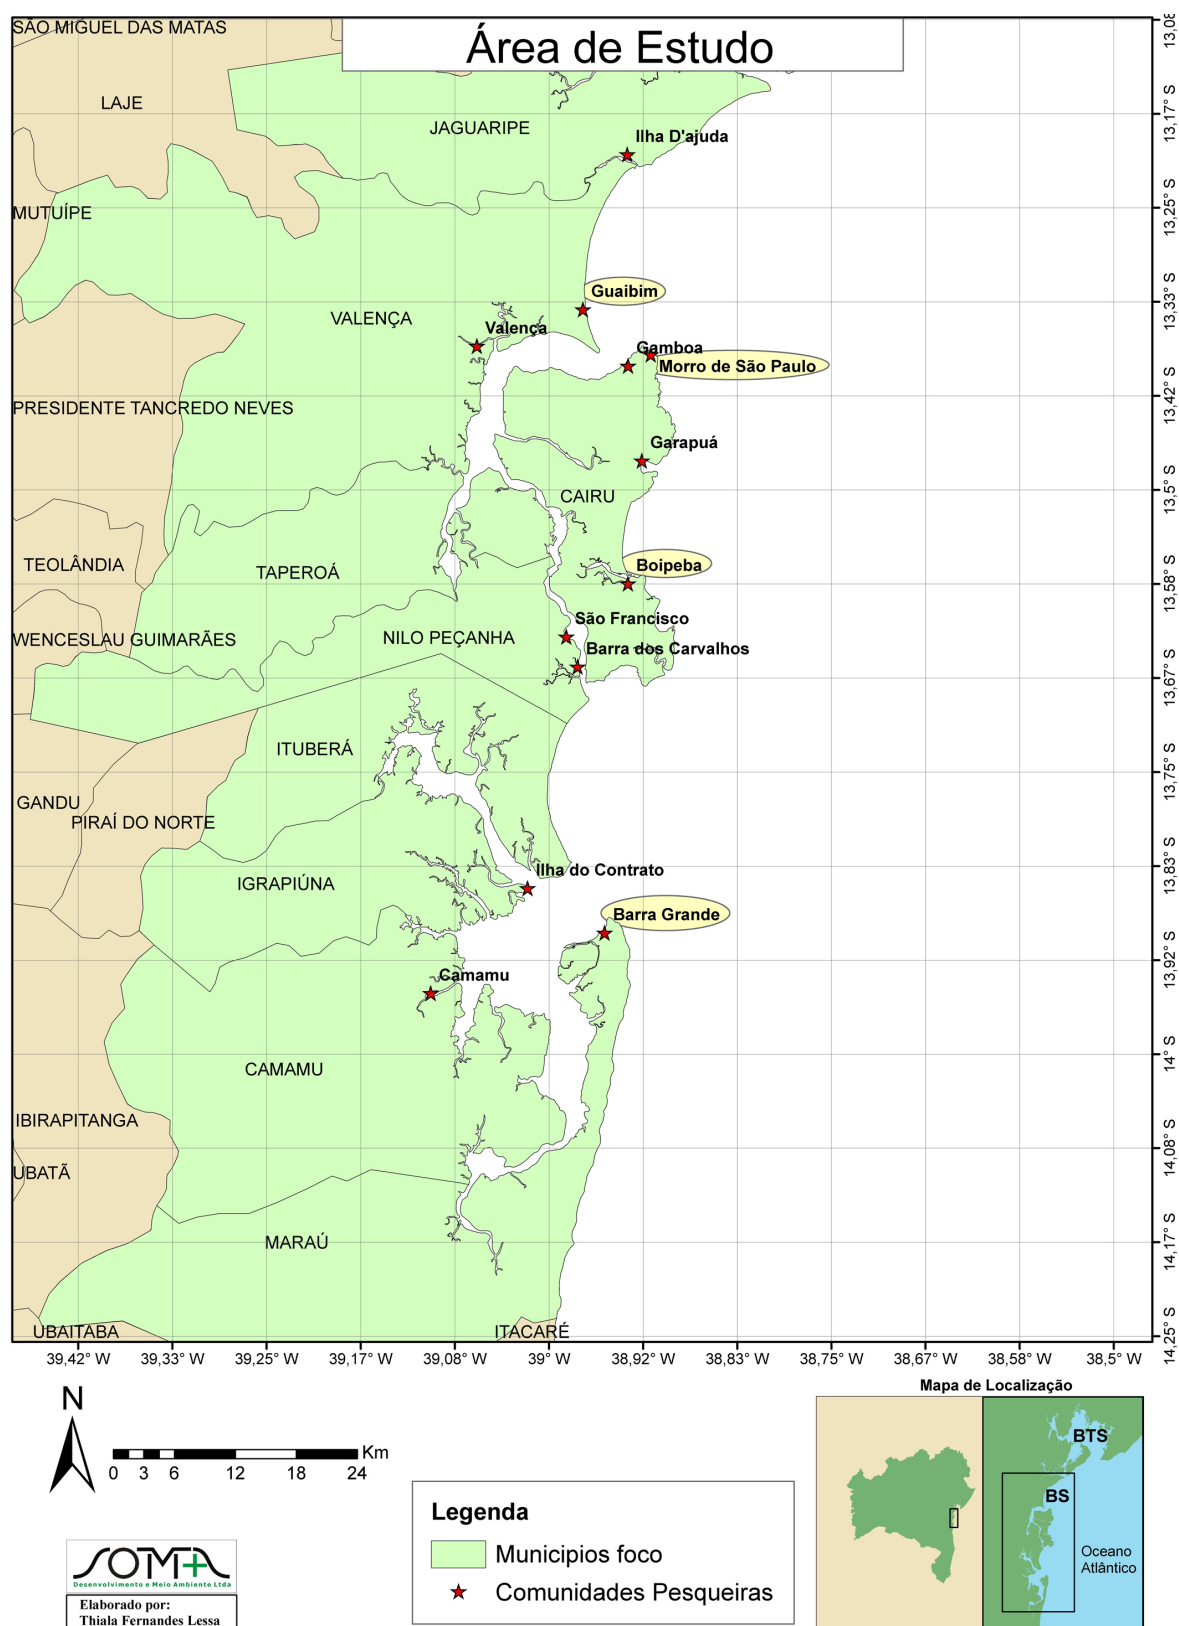 Área de Estudo
SÃO MIGUEL DAS MATAS
LAJE
JAGUARIPE
Ilha D'ajuda
MUTUÍPE
Guaibim
VALENÇA
Valença
Gamboa
Morro de São Paulo
PRESIDENTE TANCREDO NEVES
Garapuá
CAIRU
TEOLÂNDIA
TAPEROÁ
Boipeba
São Francisco
WENCESLAU GUIMARÃES
NILO PEÇANHA
Barra dos Carvalhos
ITUBERÁ
GANDU
PIRAÍ DO NORTE
Ilha do Contrato
IGRAPIÚNA
Barra Grande
Camamu
CAMAMU
IBIRAPITANGA
UBATÃ
MARAÚ
UBAITABA
ITACARÉ
13,08
13,17° S
13,25° S
13,33° S
13,42° S
13,5° S
13,58° S
13,67° S
13,75° S
13,83° S
13,92° S
14° S
14,08° S
14,17° S
14,25° S
39,42° W 39,33° W 39,25° W 39,17° W 39,08° W 39° W 38,92° W 38,83° W 38,75° W 38,67° W 38,58° W 38,5° W
N
Km
0 3 6 12 18 24
SOMA
Desenvolvimento e Meio Ambiente Ltda
Elaborado por:
Thiala Fernandes Lessa
Legenda
Municipios foco
Comunidades Pesqueiras
Mapa de Localização
BTS
BS
Oceano
Atlântico